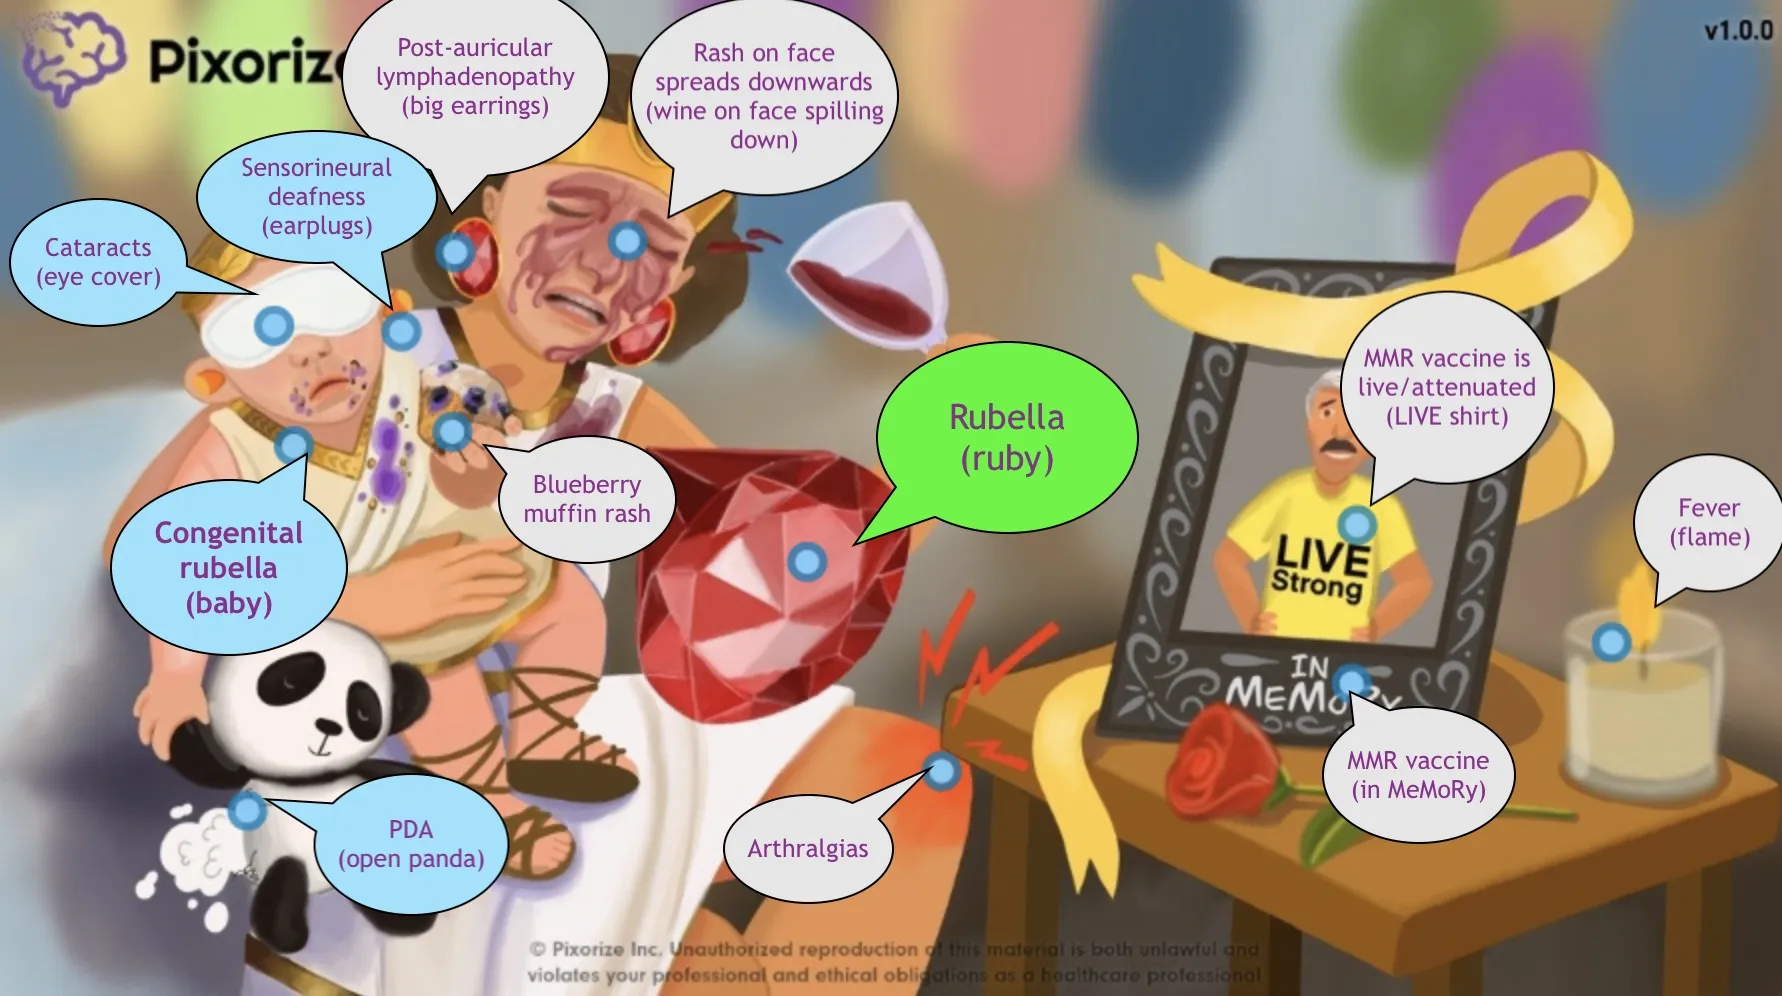 Pixorize
v1.0.0
Post-auricular
lymphadenopathy
(big earrings)
Rash on face
spreads downwards
(wine on face spilling
down)
Sensorineural
deafness
(earplugs)
Cataracts
(eye cover)
Rubella
(ruby)
MMR vaccine is
live/attenuated
(LIVE shirt)
Blueberry
muffin rash
Fever
(flame)
Congenital
rubella
(baby)
LIVE
Strong
IN
MeMoRy
MMR vaccine
(in MeMoRy)
PDA
(open panda)
Arthralgias
© Pixorize Inc. Unauthorized reproduction of this material is both unlawful and
violates your professional and ethical obligations as a healthcare professional